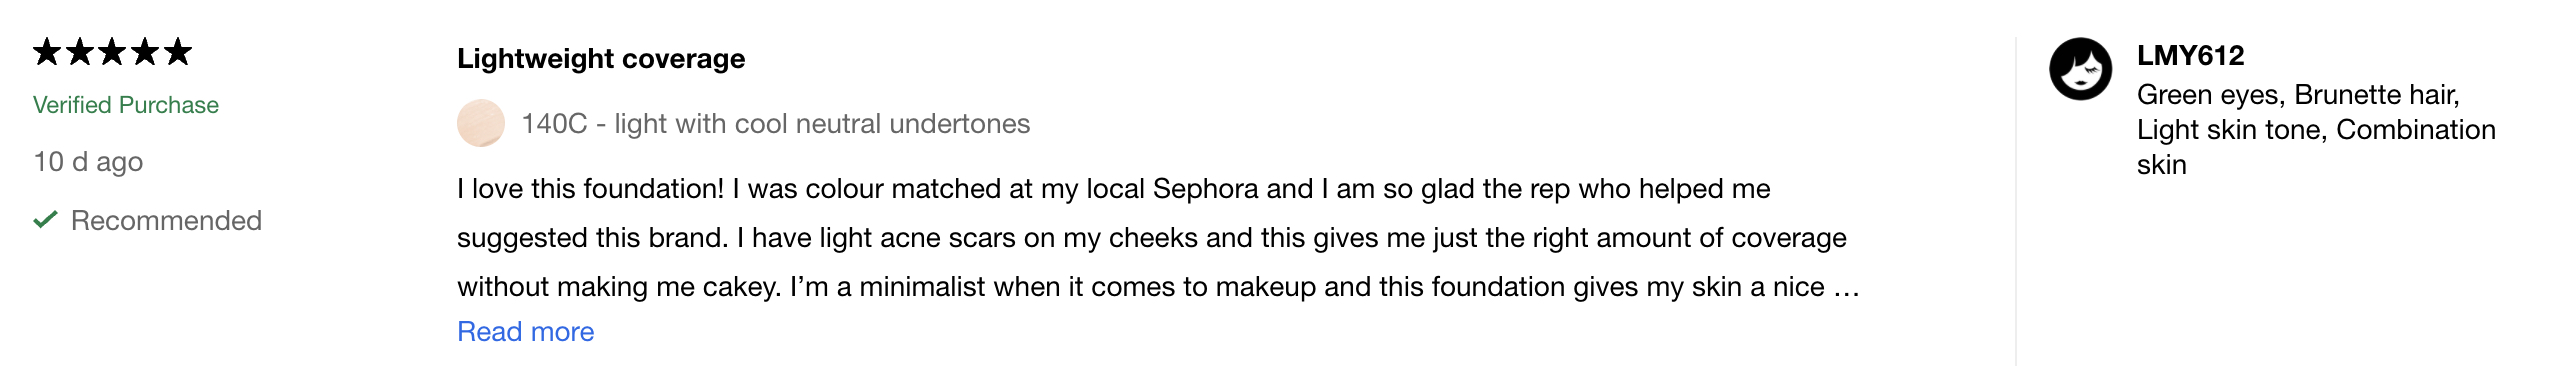 Verified Purchase
10 d ago
Recommended
Lightweight coverage
140C - light with cool neutral undertones
I love this foundation! I was colour matched at my local Sephora and I am so glad the rep who helped me
suggested this brand. I have light acne scars on my cheeks and this gives me just the right amount of coverage
without making me cakey. I’m a minimalist when it comes to makeup and this foundation gives my skin a nice …
Read more
LMY612
Green eyes, Brunette hair,
Light skin tone, Combination
skin